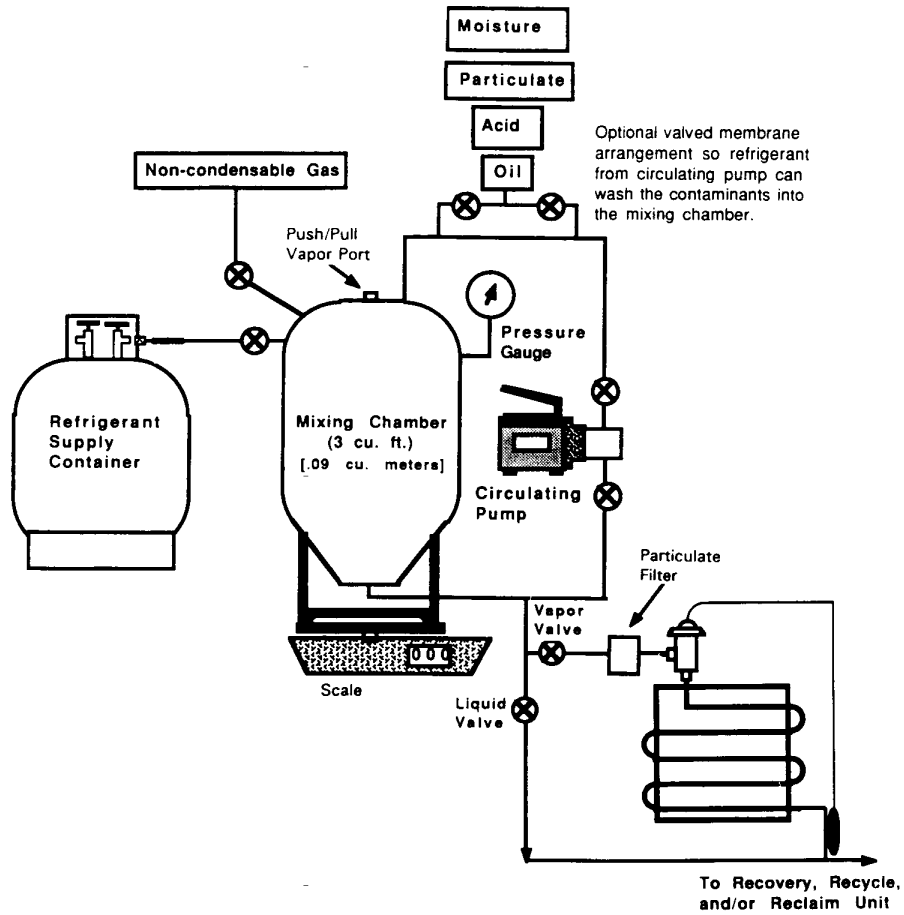 Moisture
Particulate
Acid
Oil
Optional valved membrane
arrangement so refrigerant
from circulating pump can
wash the contaminants into
the mixing chamber.
Non-condensable Gas
Push/Pull
Vapor Port
Pressure
Gauge
Refrigerant
Supply
Container
Mixing Chamber
(3 cu. ft.)
[.09 cu. meters]
Circulating
Pump
Particulate
Filter
Vapor
Valve
000
Scale
Liquid
Valve
To Recovery, Recycle,
and/or Reclaim Unit